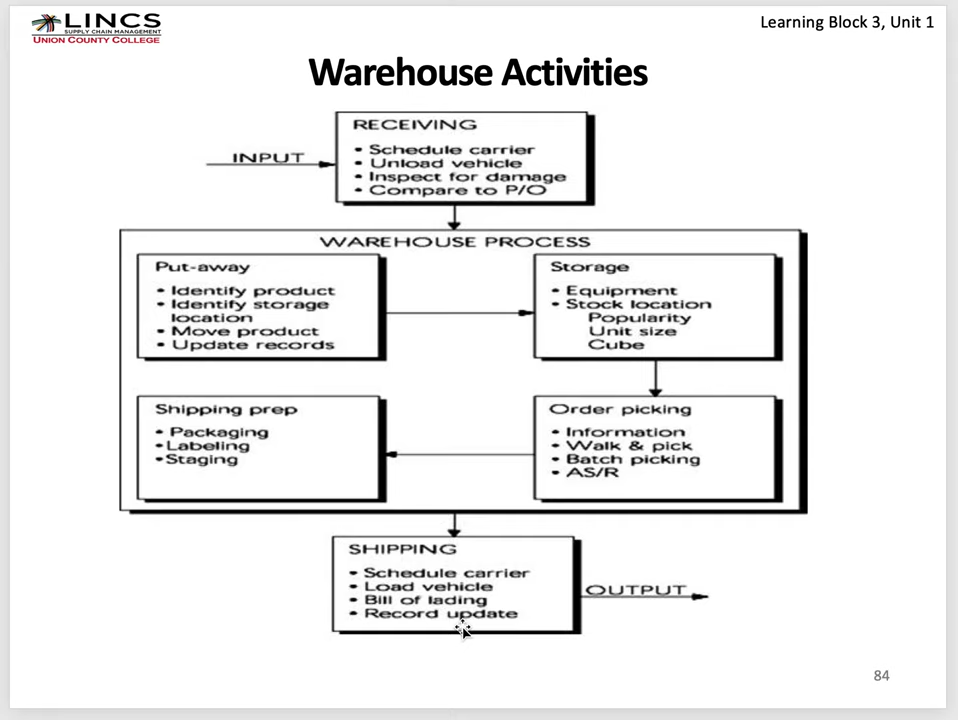 LINCS
SUPPLY CHAIN MANAGEMENT
UNION COUNTY COLLEGE
Learning Block 3, Unit 1
Warehouse Activities
INPUT
RECEIVING
• Schedule carrier
• Unload vehicle
• Inspect for damage
• Compare to P/O
WAREHOUSE PROCESS
Put-away
• Identify product
• Identify storage
location
• Move product
• Update records
Storage
• Equipment
• Stock location
Popularity
Unit size
Cube
Order picking
• Information
• Walk & pick
• Batch picking
• AS/R
Shipping prep
• Packaging
•Labeling
•Staging
SHIPPING
• Schedule carrier
• Load vehicle
• Bill of lading
• Record update
OUTPUT
84